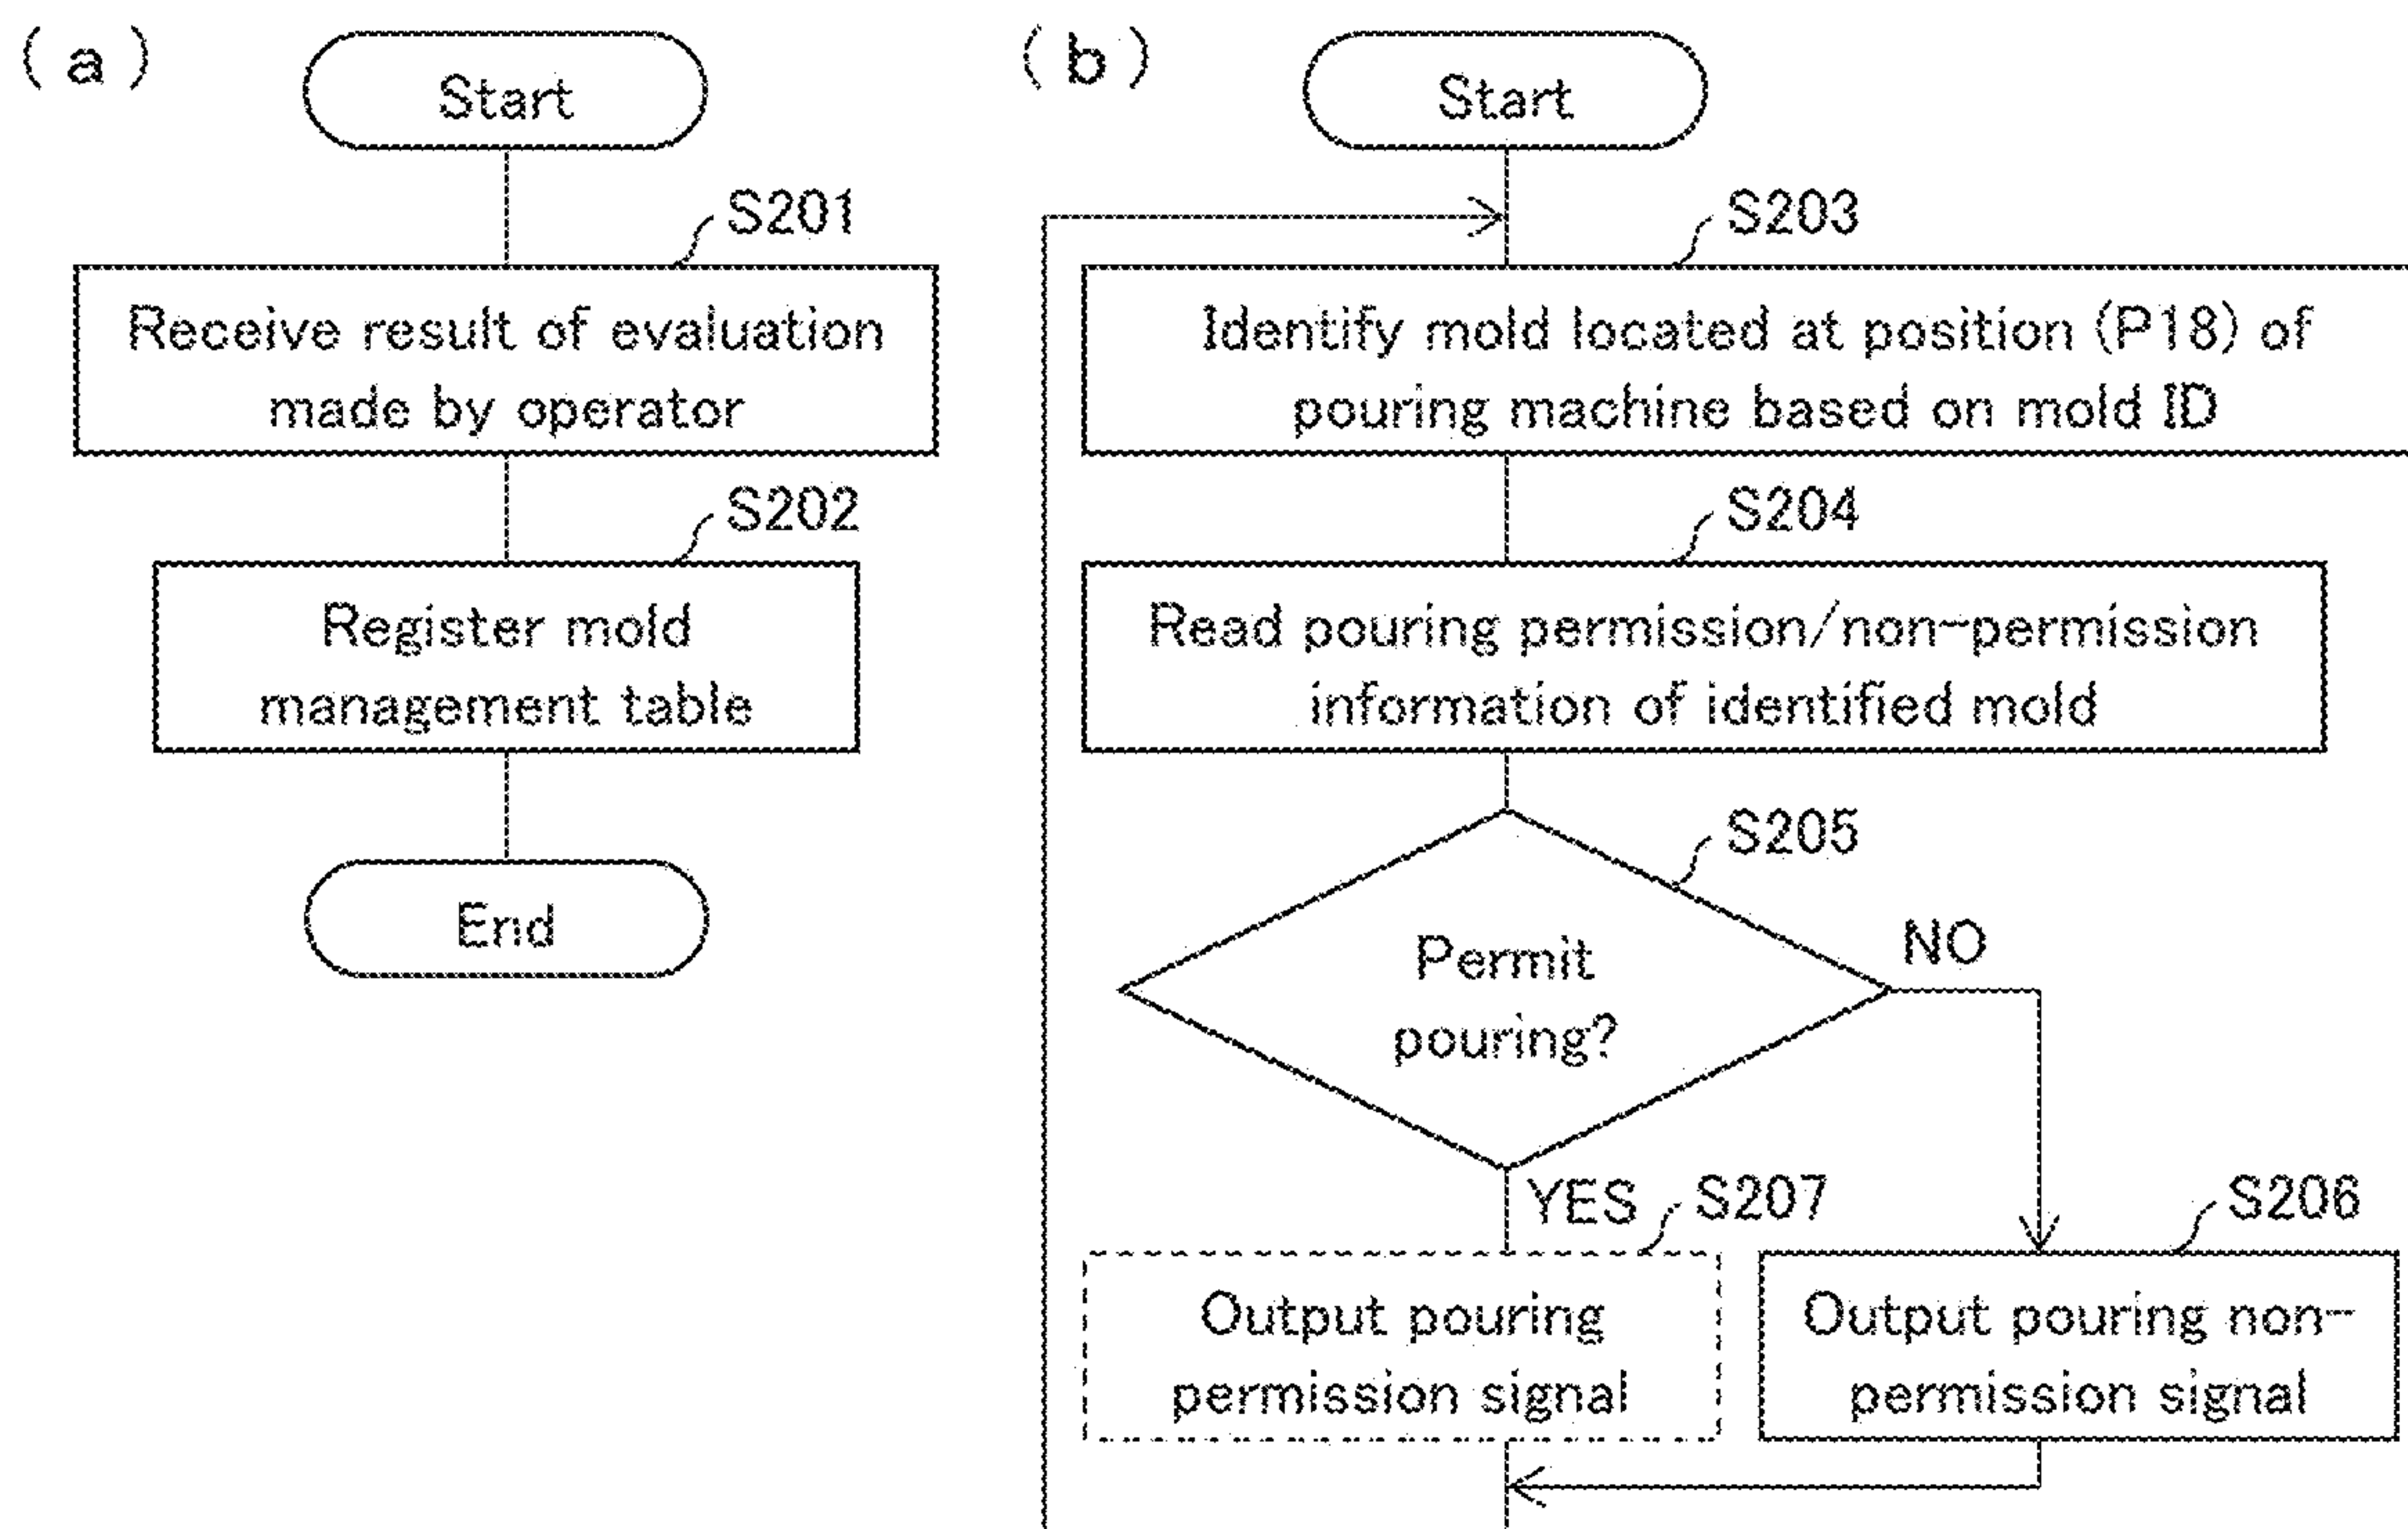 ( a )
Start
S201
Receive result of evaluation
made by operator
S202
Register mold
management table
End
( b )
Start
S203
Identify mold located at position (P18) of
pouring machine based on mold ID
S204
Read pouring permission/non-permission
information of identified mold
S205
Permit
pouring?
NO
YES
S207
Output pouring
permission signal
S206
Output pouring non-
permission signal